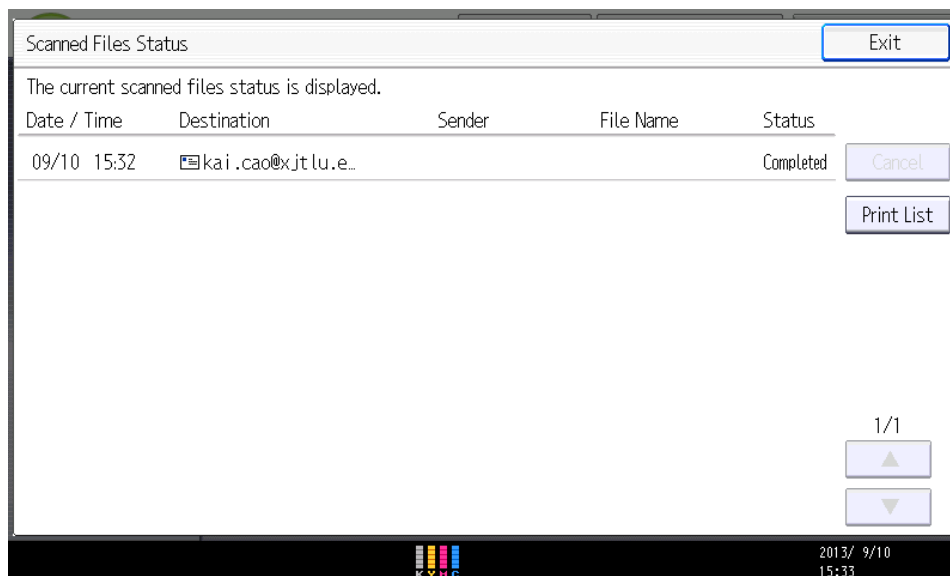 Scanned Files Status Exit
The current scanned files status is displayed.
Date / Time Destination Sender File Name Status
09/10 15:32 kai.cao@xjtlu.e… Completed Cancel
Print List
1/1
2013/ 9/10
K Y M C 15:33